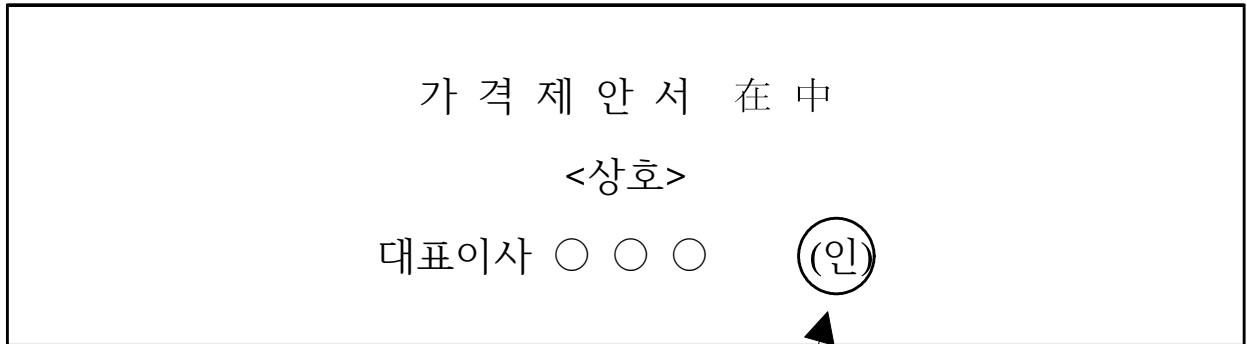 가 격 제 안 서 在 中
<상호>
대표이사 ○ ○ ○ (인)